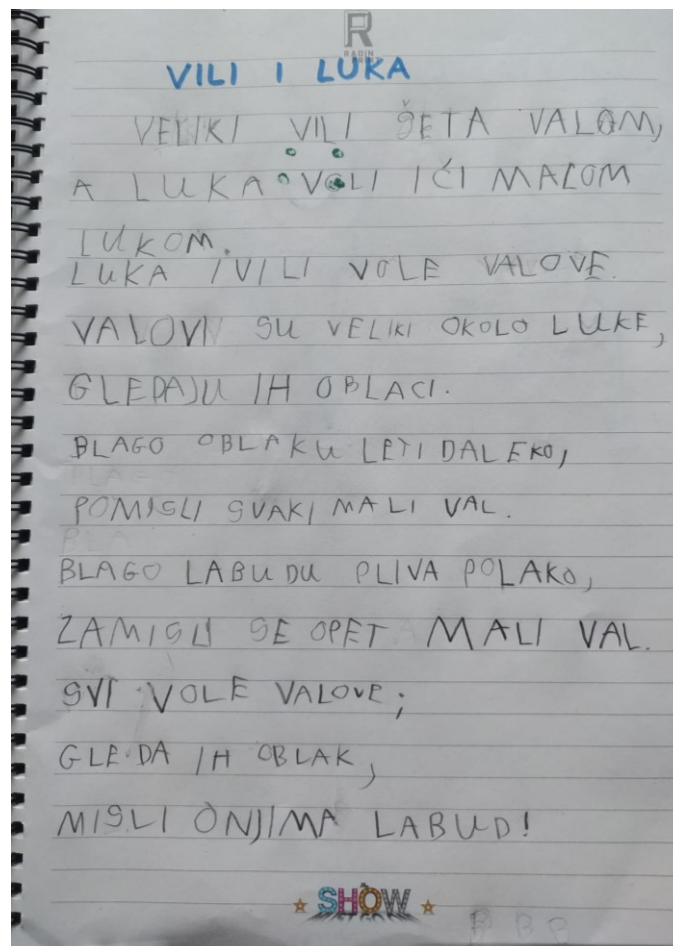 R
RADIN
VILI I LUKA
VELIKI VILI ŠETA VALOM,
A LUKA VOLI IĆI MALOM
LUKOM.
LUKA I VILI VOLE VALOVE.
VALOVI SU VELIKI OKOLO LUKE,
GLEDAJU IH OBLACI.
BLAGO OBLAKU LETI DALEKO,
POMISLI SVAKI MALI VAL.
BLAGO LABUDU PLIVA POLAKO,
ZAMISLI SE OPET MALI VAL.
SVI VOLE VALOVE;
GLEDA IH OBLAK,
MISLI O NJIMA LABUD!
SHOW
B B B